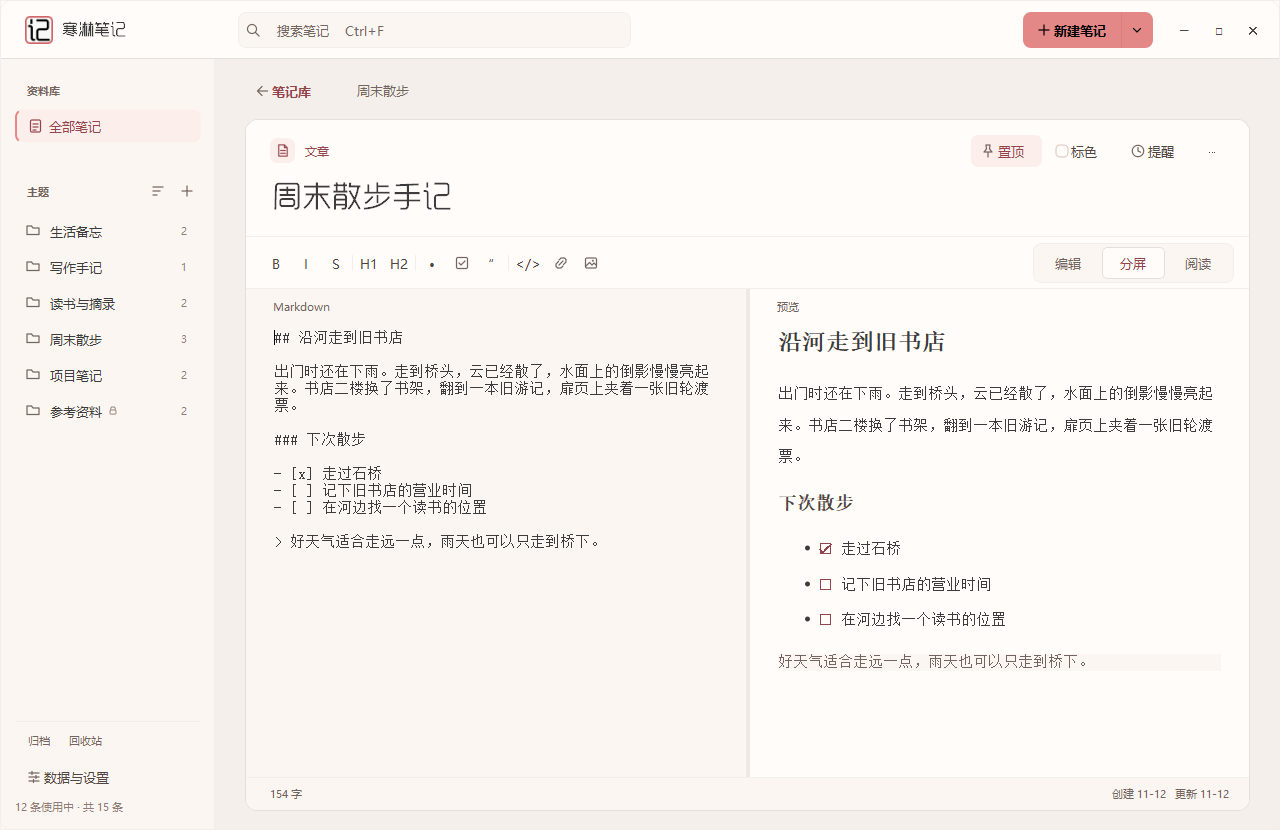 记 寒渊笔记
搜索笔记 Ctrl+F
新建笔记
资料库
全部笔记
主题
生活备忘 2
写作手记 1
读书与摘录 2
周末散步 3
项目笔记 2
参考资料 2
归档 回收站
数据与设置
12 条使用中 · 共 15 条
笔记库 周末散步
文章 置顶 标色 提醒 ...
周末散步手记
B I S H1 H2 • “ </> 编辑 分屏 阅读
Markdown
## 沿河走到旧书店
出门时还在下雨。走到桥头，云已经散了，水面上的倒影慢慢亮起
来。书店二楼换了书架，翻到一本旧游记，扉页上夹着一张旧轮渡
票。
### 下次散步
- [x] 走过石桥
- [ ] 记下旧书店的营业时间
- [ ] 在河边找一个读书的位置
> 好天气适合走远一点，雨天也可以只走到桥下。
预览
沿河走到旧书店
出门时还在下雨。走到桥头，云已经散了，水面上的倒影慢慢亮起
来。书店二楼换了书架，翻到一本旧游记，扉页上夹着一张旧轮渡
票。
下次散步
• 走过石桥
• 记下旧书店的营业时间
• 在河边找一个读书的位置
好天气适合走远一点，雨天也可以只走到桥下。
154 字 创建 11-12 更新 11-12